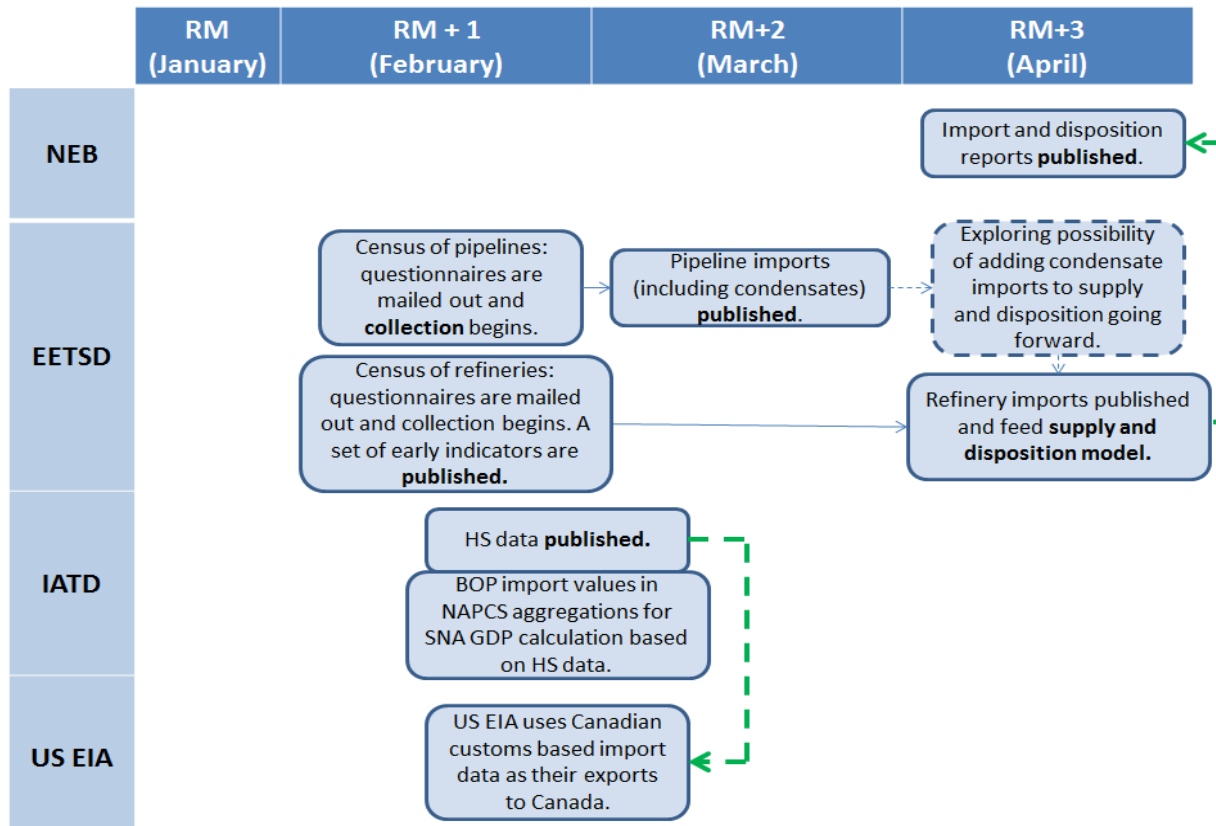 RM
(January)
RM + 1
(February)
RM+2
(March)
RM+3
(April)
NEB
Import and disposition
reports published.
EETSD
Census of pipelines:
questionnaires are
mailed out and
collection begins.
Pipeline imports
(including condensates)
published.
Exploring possibility
of adding condensate
imports to supply
and disposition going
forward.
Census of refineries:
questionnaires are mailed
out and collection begins. A
set of early indicators are
published.
Refinery imports published
and feed supply and
disposition model.
IATD
HS data published.
BOP import values in
NAPCS aggregations for
SNA GDP calculation based
on HS data.
US EIA
US EIA uses Canadian
customs based import
data as their exports
to Canada.